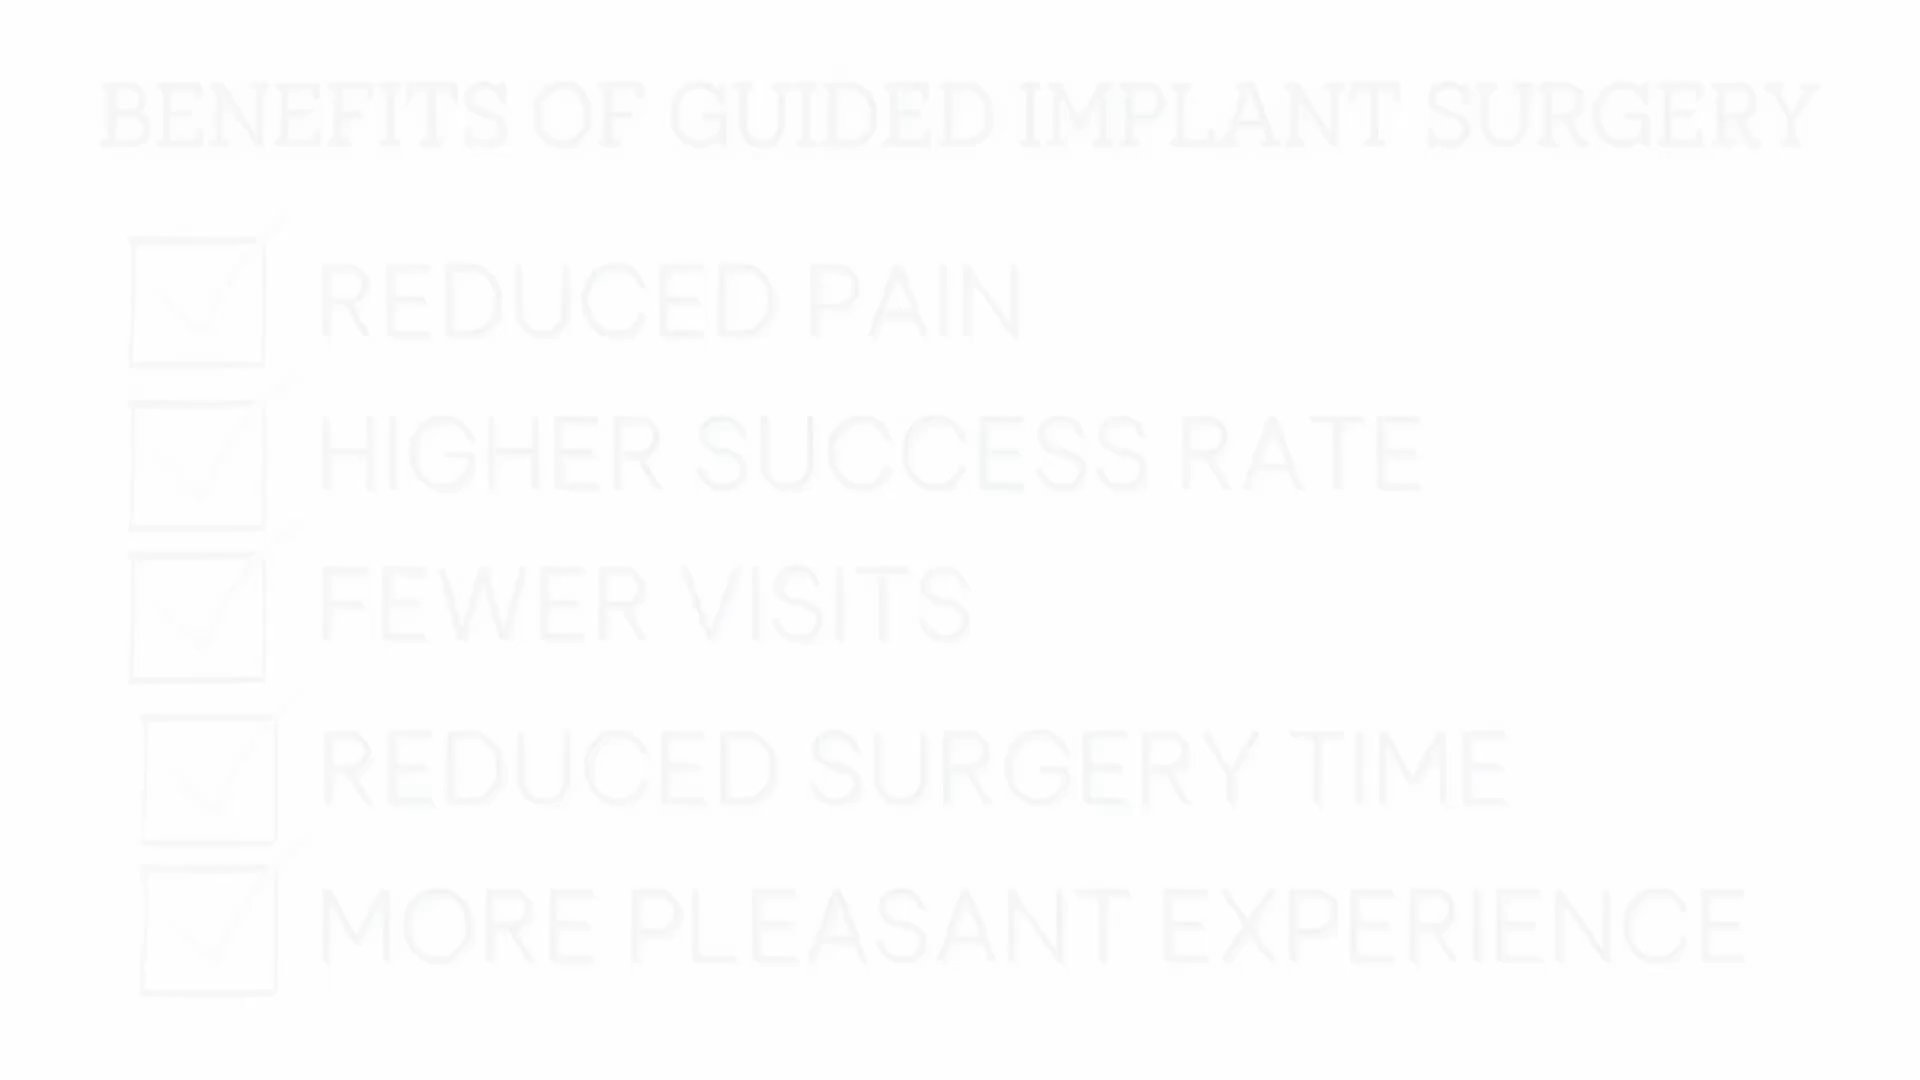 BENEFITS OF GUIDED IMPLANT SURGERY
REDUCED PAIN
HIGHER SUCCESS RATE
FEWER VISITS
REDUCED SURGERY TIME
MORE PLEASANT EXPERIENCE